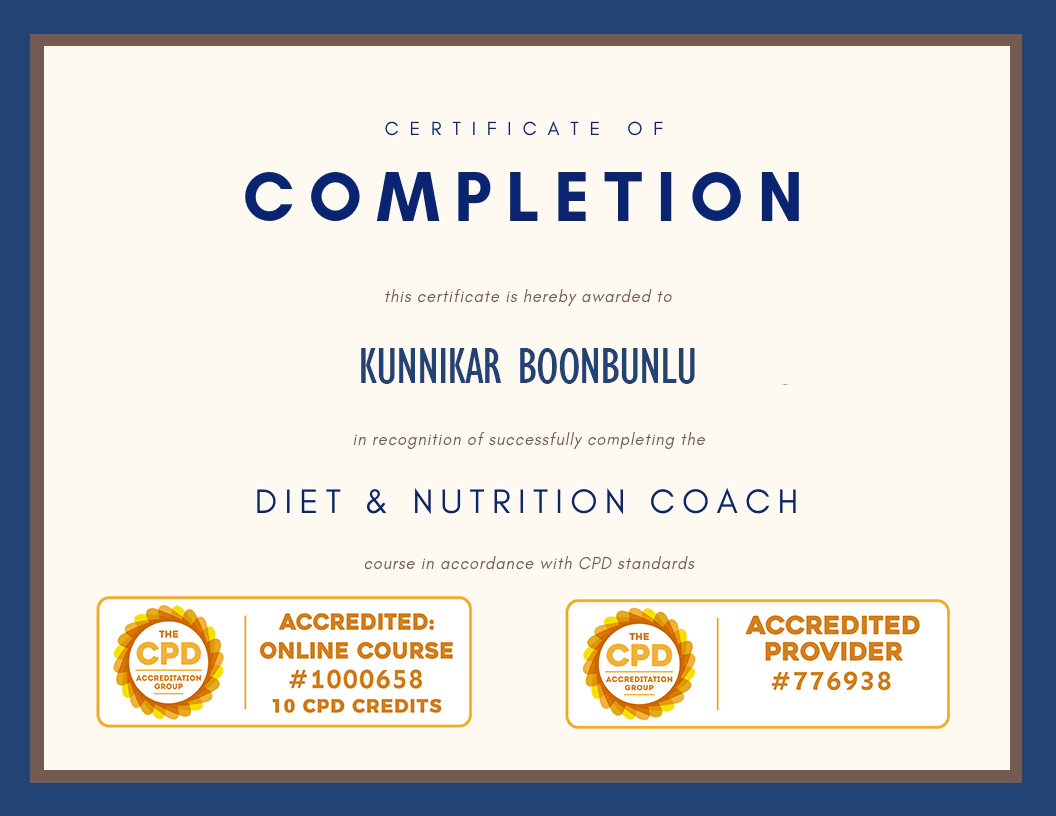 CERTIFICATE OF
COMPLETION
this certificate is hereby awarded to
KUNNIKAR BOONBUNLU
in recognition of successfully completing the
DIET & NUTRITION COACH
course in accordance with CPD standards
THE
CPD
ACCREDITATION
GROUP
ACCREDITED:
ONLINE COURSE
#1000658
10 CPD CREDITS
THE
CPD
ACCREDITATION
GROUP
ACCREDITED
PROVIDER
#776938